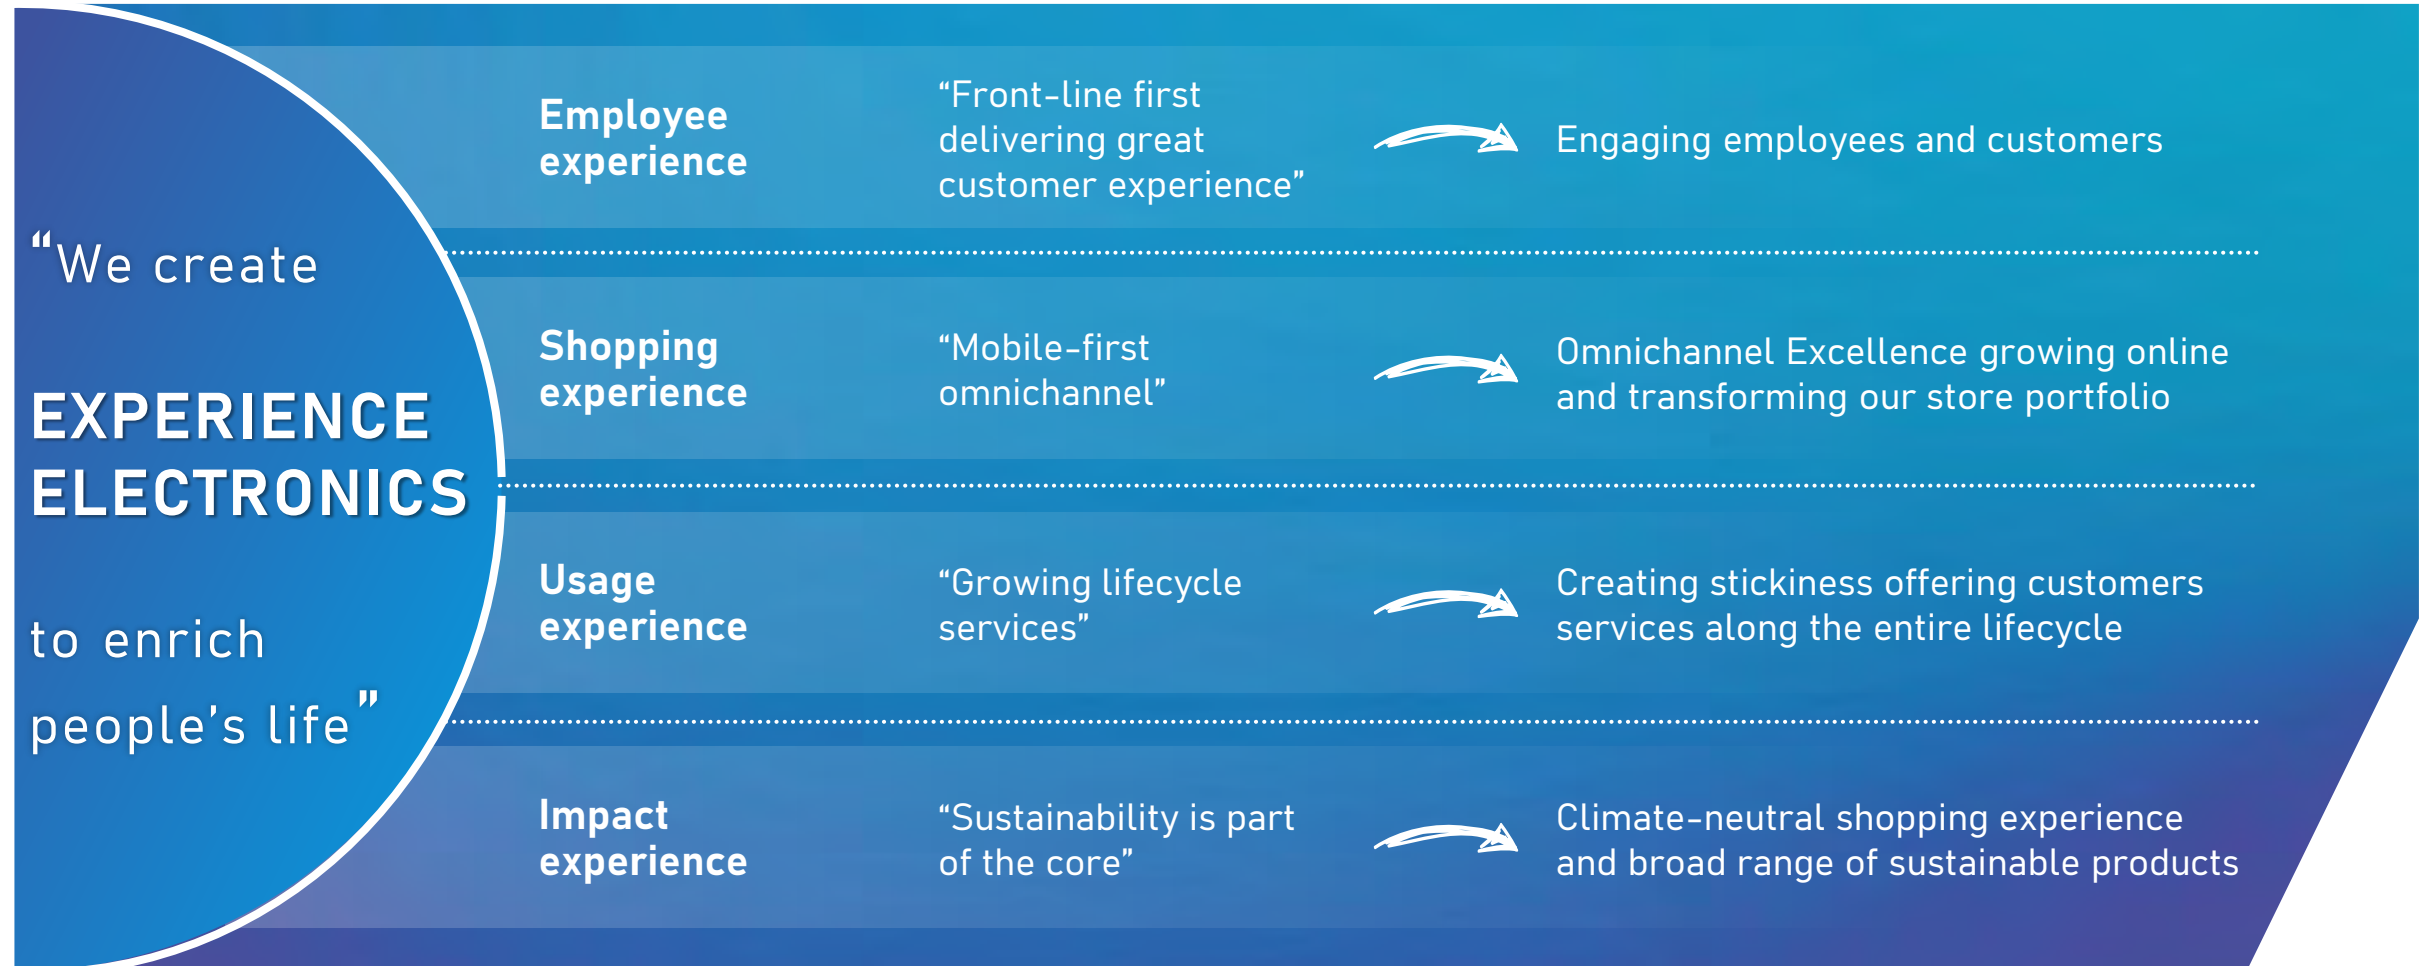 “We create
EXPERIENCE
ELECTRONICS
to enrich
people’s life”
Employee
experience
“Front-line first
delivering great
customer experience”
Engaging employees and customers
Shopping
experience
“Mobile-first
omnichannel”
Omnichannel Excellence growing online
and transforming our store portfolio
Usage
experience
“Growing lifecycle
services”
Creating stickiness offering customers
services along the entire lifecycle
Impact
experience
“Sustainability is part
of the core”
Climate-neutral shopping experience
and broad range of sustainable products